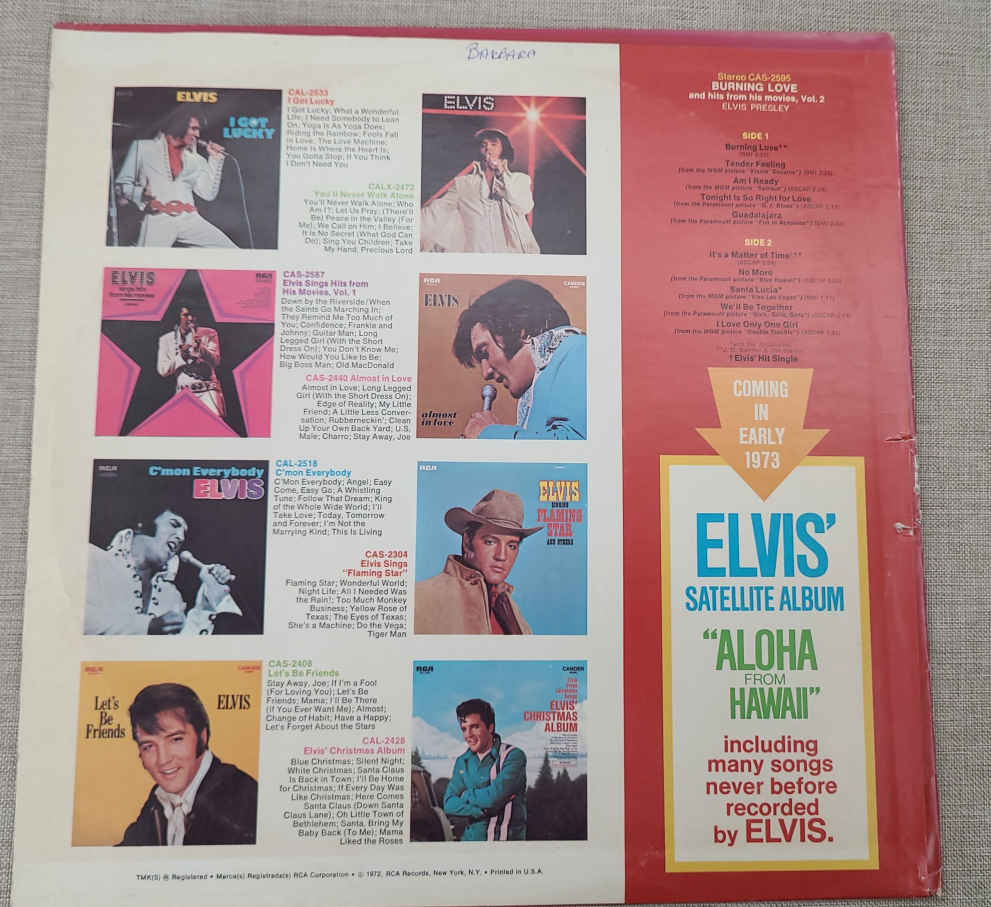 BARBARA
ELVIS
I GOT
LUCKY
CAL-2533
I Got Lucky
I Got Lucky; What a Wonderful
Life; I Need Somebody to Lean
On; Yoga Is As Yoga Does;
Riding the Rainbow; Fools Fall
in Love; The Love Machine;
Home Is Where the Heart Is;
You Gotta Stop; If You Think
I Don't Need You
CALX-2472
You'll Never Walk Alone
You'll Never Walk Alone; Who
Am I?; Let Us Pray; (There'll
Be) Peace in the Valley (For
Me); We Call on Him; I Believe;
It Is No Secret (What God Can
Do); Sing You Children; Take
My Hand, Precious Lord
ELVIS
ELVIS
sings hits
from his movies
RCA
CAS-2567
Elvis Sings Hits from
His Movies, Vol. 1
Down by the Riverside/When
the Saints Go Marching In;
They Remind Me Too Much of
You; Confidence; Frankie and
Johnny; Guitar Man; Long
Legged Girl (With the Short
Dress On); You Don't Know Me;
How Would You Like to Be;
Big Boss Man; Old MacDonald
CAS-2440 Almost in Love
Almost in Love; Long Legged
Girl (With the Short Dress On);
Edge of Reality; My Little
Friend; A Little Less Conver-
sation; Rubberneckin'; Clean
Up Your Own Back Yard; U.S.
Male; Charro; Stay Away, Joe
RCA
CAMDEN
ELVIS
almost
in love
RCA
C'mon Everybody
ELVIS
CAL-2518
C'mon Everybody
C'Mon Everybody; Angel; Easy
Come, Easy Go; A Whistling
Tune; Follow That Dream; King
of the Whole Wide World; I'll
Take Love; Today, Tomorrow
and Forever; I'm Not the
Marrying Kind; This Is Living
CAS-2304
Elvis Sings
"Flaming Star"
Flaming Star; Wonderful World;
Night Life; All I Needed Was
the Rain!; Too Much Monkey
Business; Yellow Rose of
Texas; The Eyes of Texas;
She's a Machine; Do the Vega;
Tiger Man
RCA
ELVIS
SINGS
FLAMING
STAR
AND OTHERS
RCA
CAMDEN
Let's
Be
Friends
ELVIS
CAS-2408
Let's Be Friends
Stay Away, Joe; If I'm a Fool
(For Loving You); Let's Be
Friends; Mama; I'll Be There
(If You Ever Want Me); Almost;
Change of Habit; Have a Happy;
Let's Forget About the Stars
CAL-2428
Elvis' Christmas Album
Blue Christmas; Silent Night;
White Christmas; Santa Claus
Is Back in Town; I'll Be Home
for Christmas; If Every Day Was
Like Christmas; Here Comes
Santa Claus (Down Santa
Claus Lane); Oh Little Town of
Bethlehem; Santa, Bring My
Baby Back (To Me); Mama
Liked the Roses
RCA
CAMDEN
ELVIS'
CHRISTMAS
ALBUM
TMK(S) ® Registered • Marca(s) Registrada(s) RCA Corporation • © 1972, RCA Records, New York, N.Y. • Printed in U.S.A.
Stereo CAS-2595
BURNING LOVE
and hits from his movies, Vol. 2
ELVIS PRESLEY
SIDE 1
Burning Love**
Tender Feeling
Am I Ready
Tonight Is So Right for Love
Guadalajara
SIDE 2
It's a Matter of Time
No More
Santa Lucia*
We'll Be Together
I Love Only One Girl
†Elvis' Hit Single
COMING
IN
EARLY
1973
ELVIS'
SATELLITE ALBUM
"ALOHA
FROM
HAWAII"
including
many songs
never before
recorded
by ELVIS.